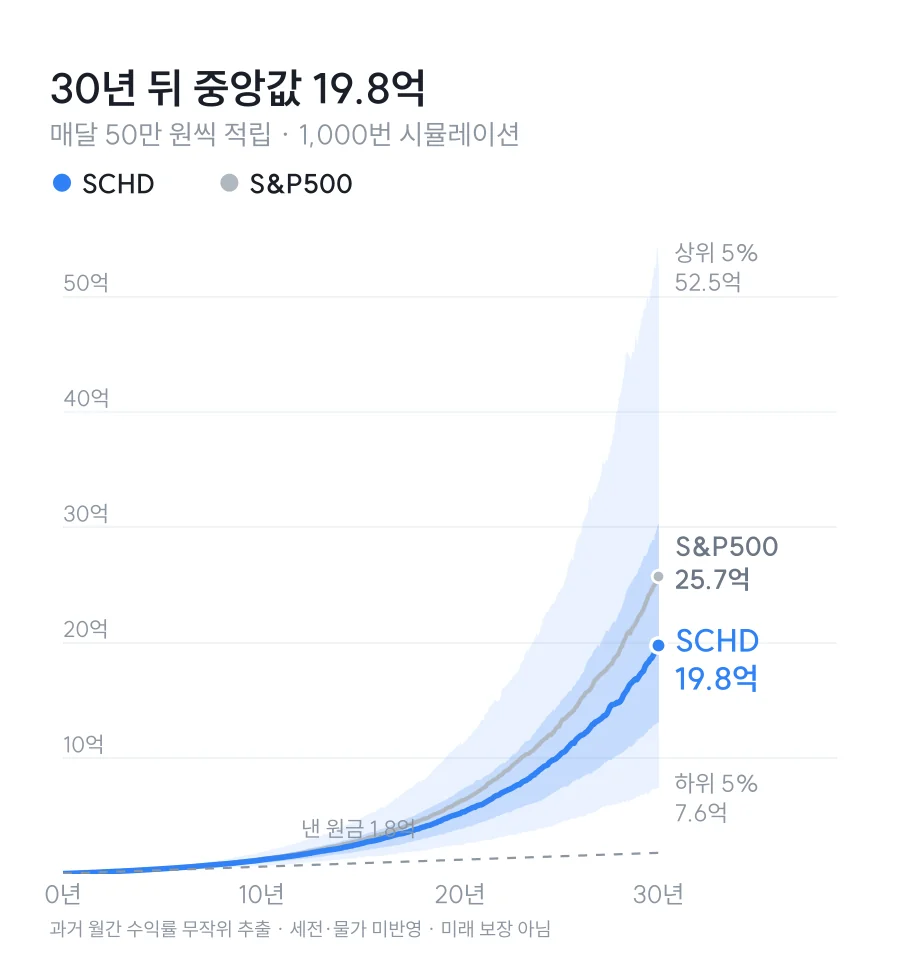 30년 뒤 중앙값 19.8억
매달 50만 원씩 적립 · 1,000번 시뮬레이션
SCHD
S&P500
상위 5%
52.5억
50억
40억
30억
S&P500
25.7억
20억
SCHD
19.8억
10억
하위 5%
7.6억
낸 원금 1.8억
0년
10년
20년
30년
과거 월간 수익률 무작위 추출 · 세전·물가 미반영 · 미래 보장 아님